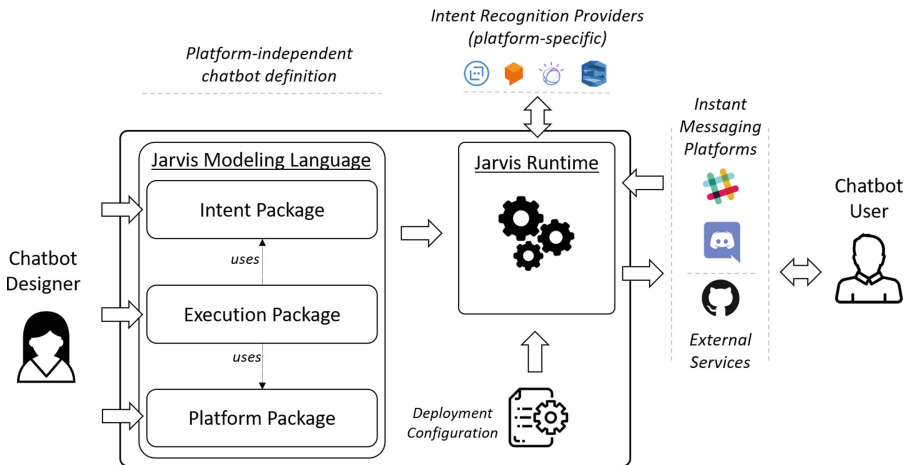 Intent Recognition Providers
(platform-specific)
Platform-independent
chatbot definition
Instant
Messaging
Platforms
Jarvis Modeling Language
Jarvis Runtime
Intent Package
Chatbot
User
uses
Chatbot
Designer
Execution Package
uses
External
Services
Platform Package
Deployment
Configuration